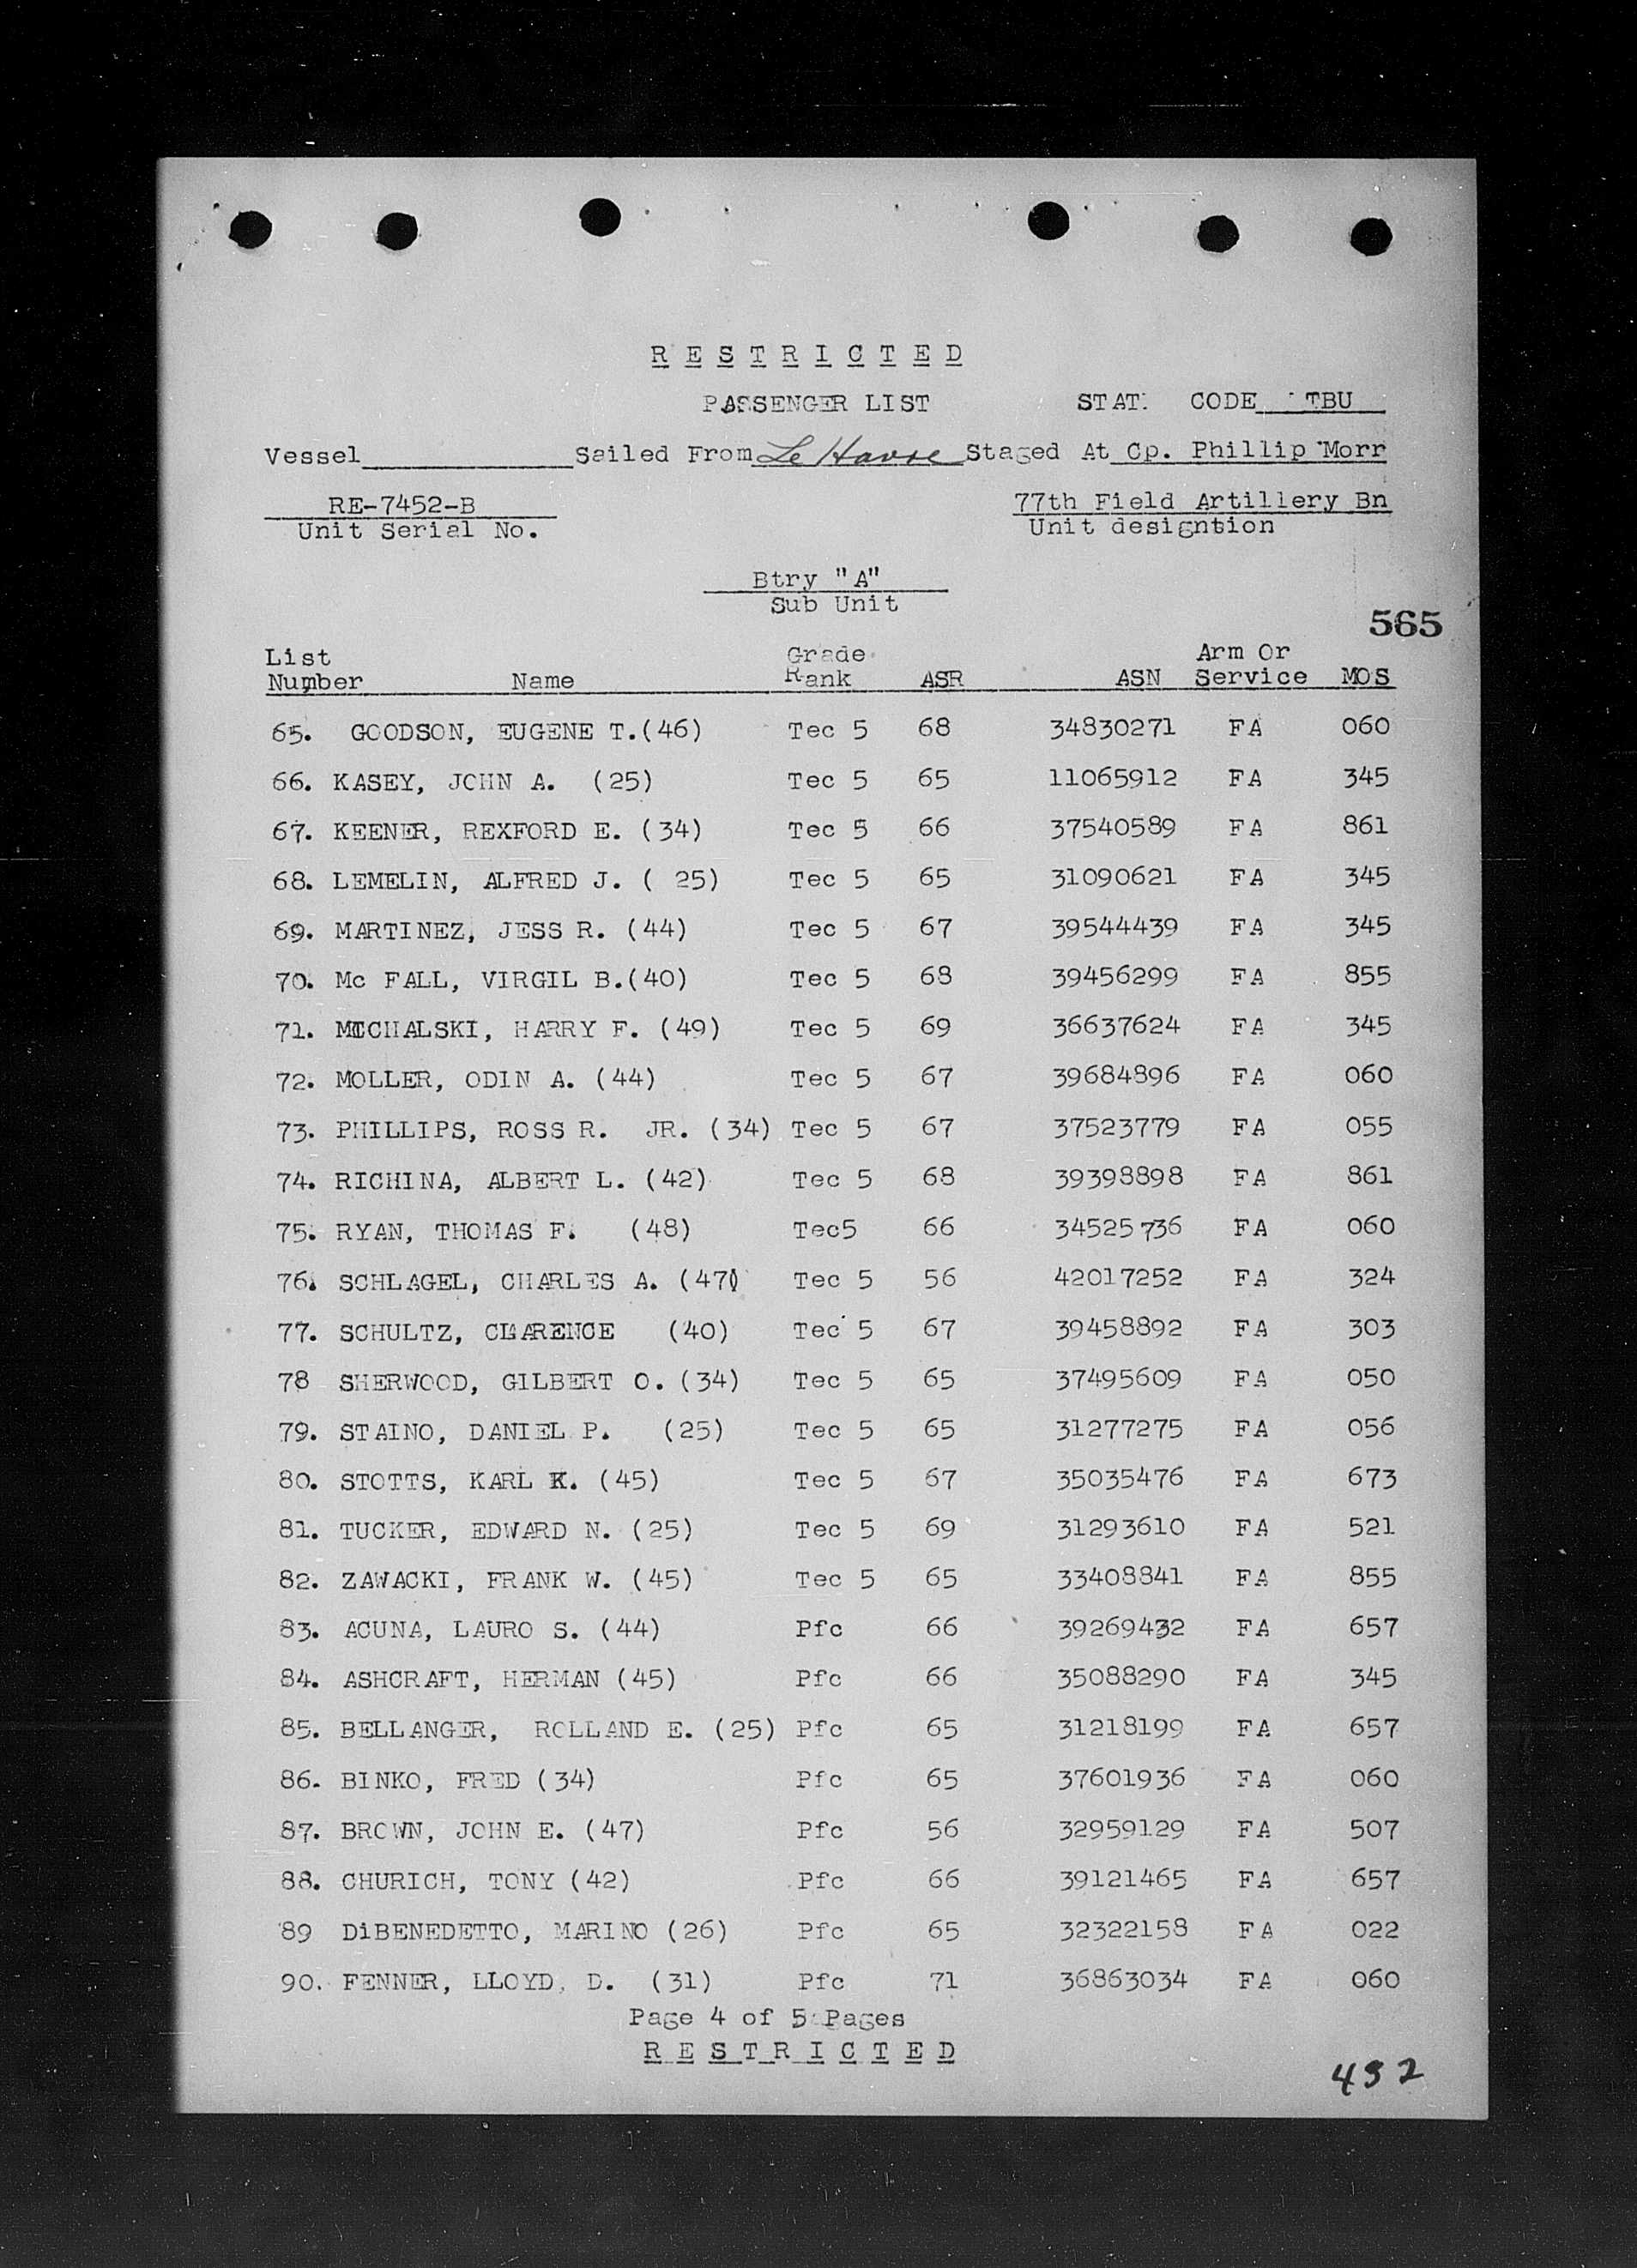 RESTRICTED
PASSENGER LIST STAT. CODE TBU
Vessel Sailed From Le Havre Staged At Cp. Phillip Morr
RE-7452-B 77th Field Artillery Bn
Unit Serial No. Unit designtion
Btry "A"
Sub Unit
565
List Grade Arm Or
Number Name Rank ASR ASN Service MOS
65. GOODSON, EUGENE T.(46) Tec 5 68 34830271 FA 060
66. KASEY, JOHN A. (25) Tec 5 65 11065912 FA 345
67. KEENER, REXFORD E. (34) Tec 5 66 37540589 FA 861
68. LEMELIN, ALFRED J. ( 25) Tec 5 65 31090621 FA 345
69. MARTINEZ, JESS R. (44) Tec 5 67 39544439 FA 345
70. Mc FALL, VIRGIL B.(40) Tec 5 68 39456299 FA 855
71. MICHALSKI, HARRY F. (49) Tec 5 69 36637624 FA 345
72. MOLLER, ODIN A. (44) Tec 5 67 39684896 FA 060
73. PHILLIPS, ROSS R. JR. (34) Tec 5 67 37523779 FA 055
74. RICHINA, ALBERT L. (42) Tec 5 68 39398898 FA 861
75. RYAN, THOMAS F. (48) Tec5 66 34525736 FA 060
76. SCHLAGEL, CHARLES A. (47) Tec 5 56 42017252 FA 324
77. SCHULTZ, CLARENCE (40) Tec 5 67 39458892 FA 303
78 SHERWOOD, GILBERT O. (34) Tec 5 65 37495609 FA 050
79. STAINO, DANIEL P. (25) Tec 5 65 31277275 FA 056
80. STOTTS, KARL K. (45) Tec 5 67 35035476 FA 673
81. TUCKER, EDWARD N. (25) Tec 5 69 31293610 FA 521
82. ZAWACKI, FRANK W. (45) Tec 5 65 33408841 FA 855
83. ACUNA, LAURO S. (44) Pfc 66 39269432 FA 657
84. ASHCRAFT, HERMAN (45) Pfc 66 35088290 FA 345
85. BELLANGER, ROLLAND E. (25) Pfc 65 31218199 FA 657
86. BINKO, FRED (34) Pfc 65 37601936 FA 060
87. BROWN, JOHN E. (47) Pfc 56 32959129 FA 507
88. CHURICH, TONY (42) Pfc 66 39121465 FA 657
89 DiBENEDETTO, MARINO (26) Pfc 65 32322158 FA 022
90. FENNER, LLOYD, D. (31) Pfc 71 36863034 FA 060
Page 4 of 5 Pages
RESTRICTED
432